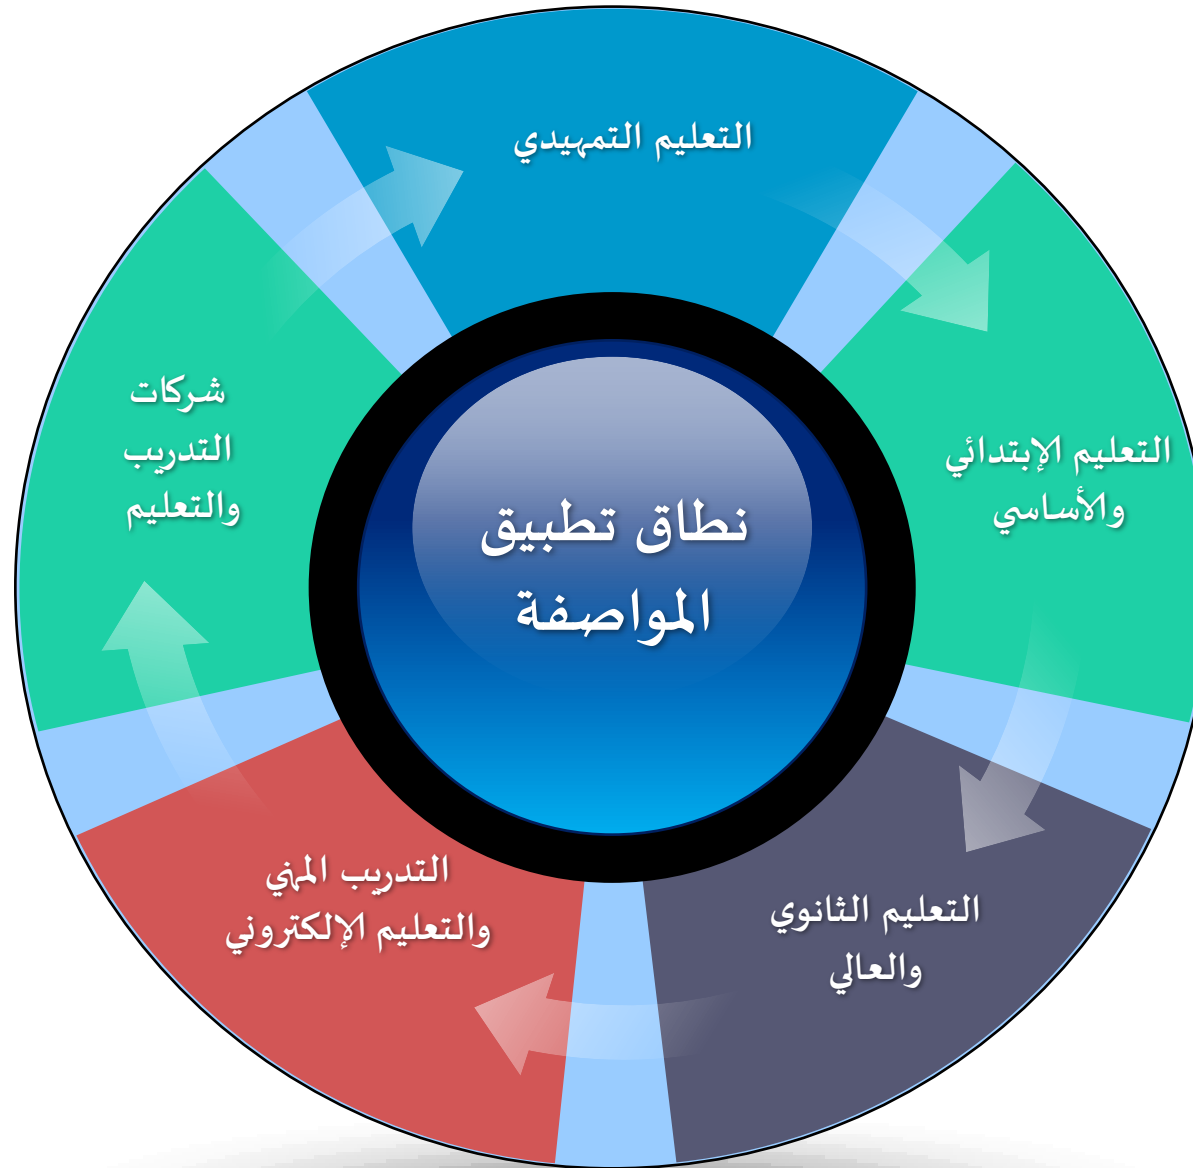 التعليم التمهيدي
التعليم الإبتدائي
والأساسي
التعليم الثانوي
والعالي
التدريب المهني
والتعليم الإلكتروني
شركات
التدريب
والتعليم
نطاق تطبيق
المواصفة